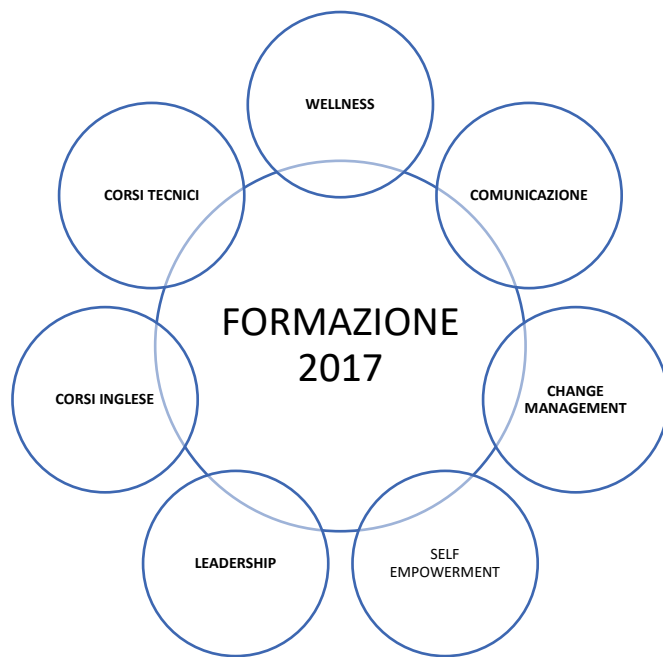 WELLNESS
CORSI TECNICI
COMUNICAZIONE
FORMAZIONE
2017
CORSI INGLESE
CHANGE
MANAGEMENT
LEADERSHIP
SELF
EMPOWERMENT